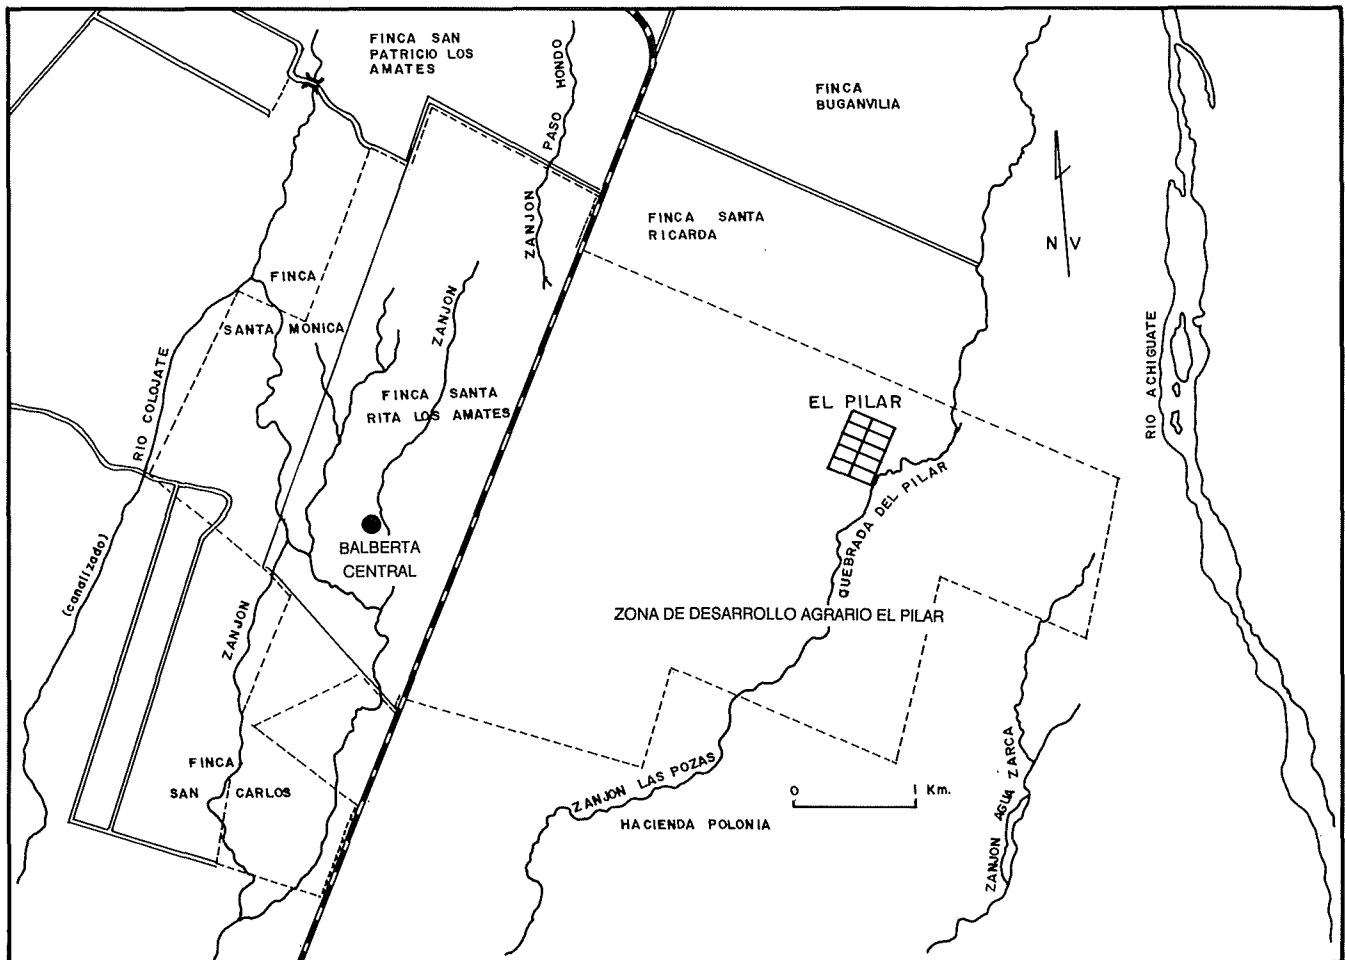 FINCA SAN
PATRICIO LOS
AMATES
ZANJON PASO HONDO
FINCA
BUGANVILIA
FINCA SANTA
RICARDA
N V
FINCA
SANTA MONICA
ZANJON
RIO COLOJATE
(canalizado)
FINCA SANTA
RITA LOS AMATES
RIO ACHIGUATE
EL PILAR
QUEBRADA DEL PILAR
BALBERTA
CENTRAL
ZONA DE DESARROLLO AGRARIO EL PILAR
ZANJON
FINCA
SAN CARLOS
ZANJON LAS POZAS
HACIENDA POLONIA
0 1 Km.
ZANJON AGUA ZARCA